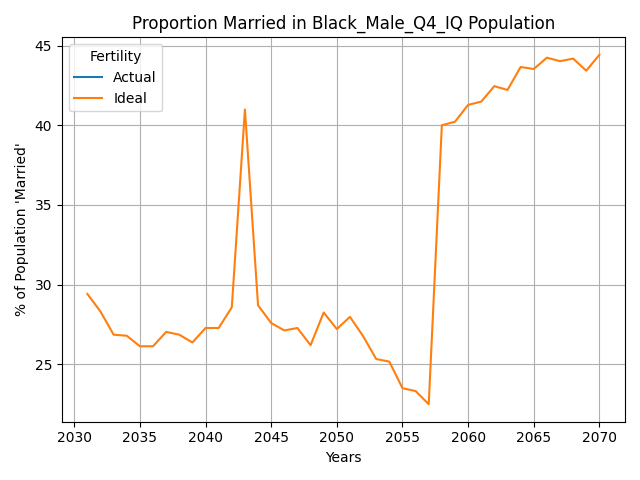 Proportion Married in Black_Male_Q4_IQ Population
Fertility
Actual
Ideal
% of Population 'Married'
45
40
35
30
25
2030 2035 2040 2045 2050 2055 2060 2065 2070
Years